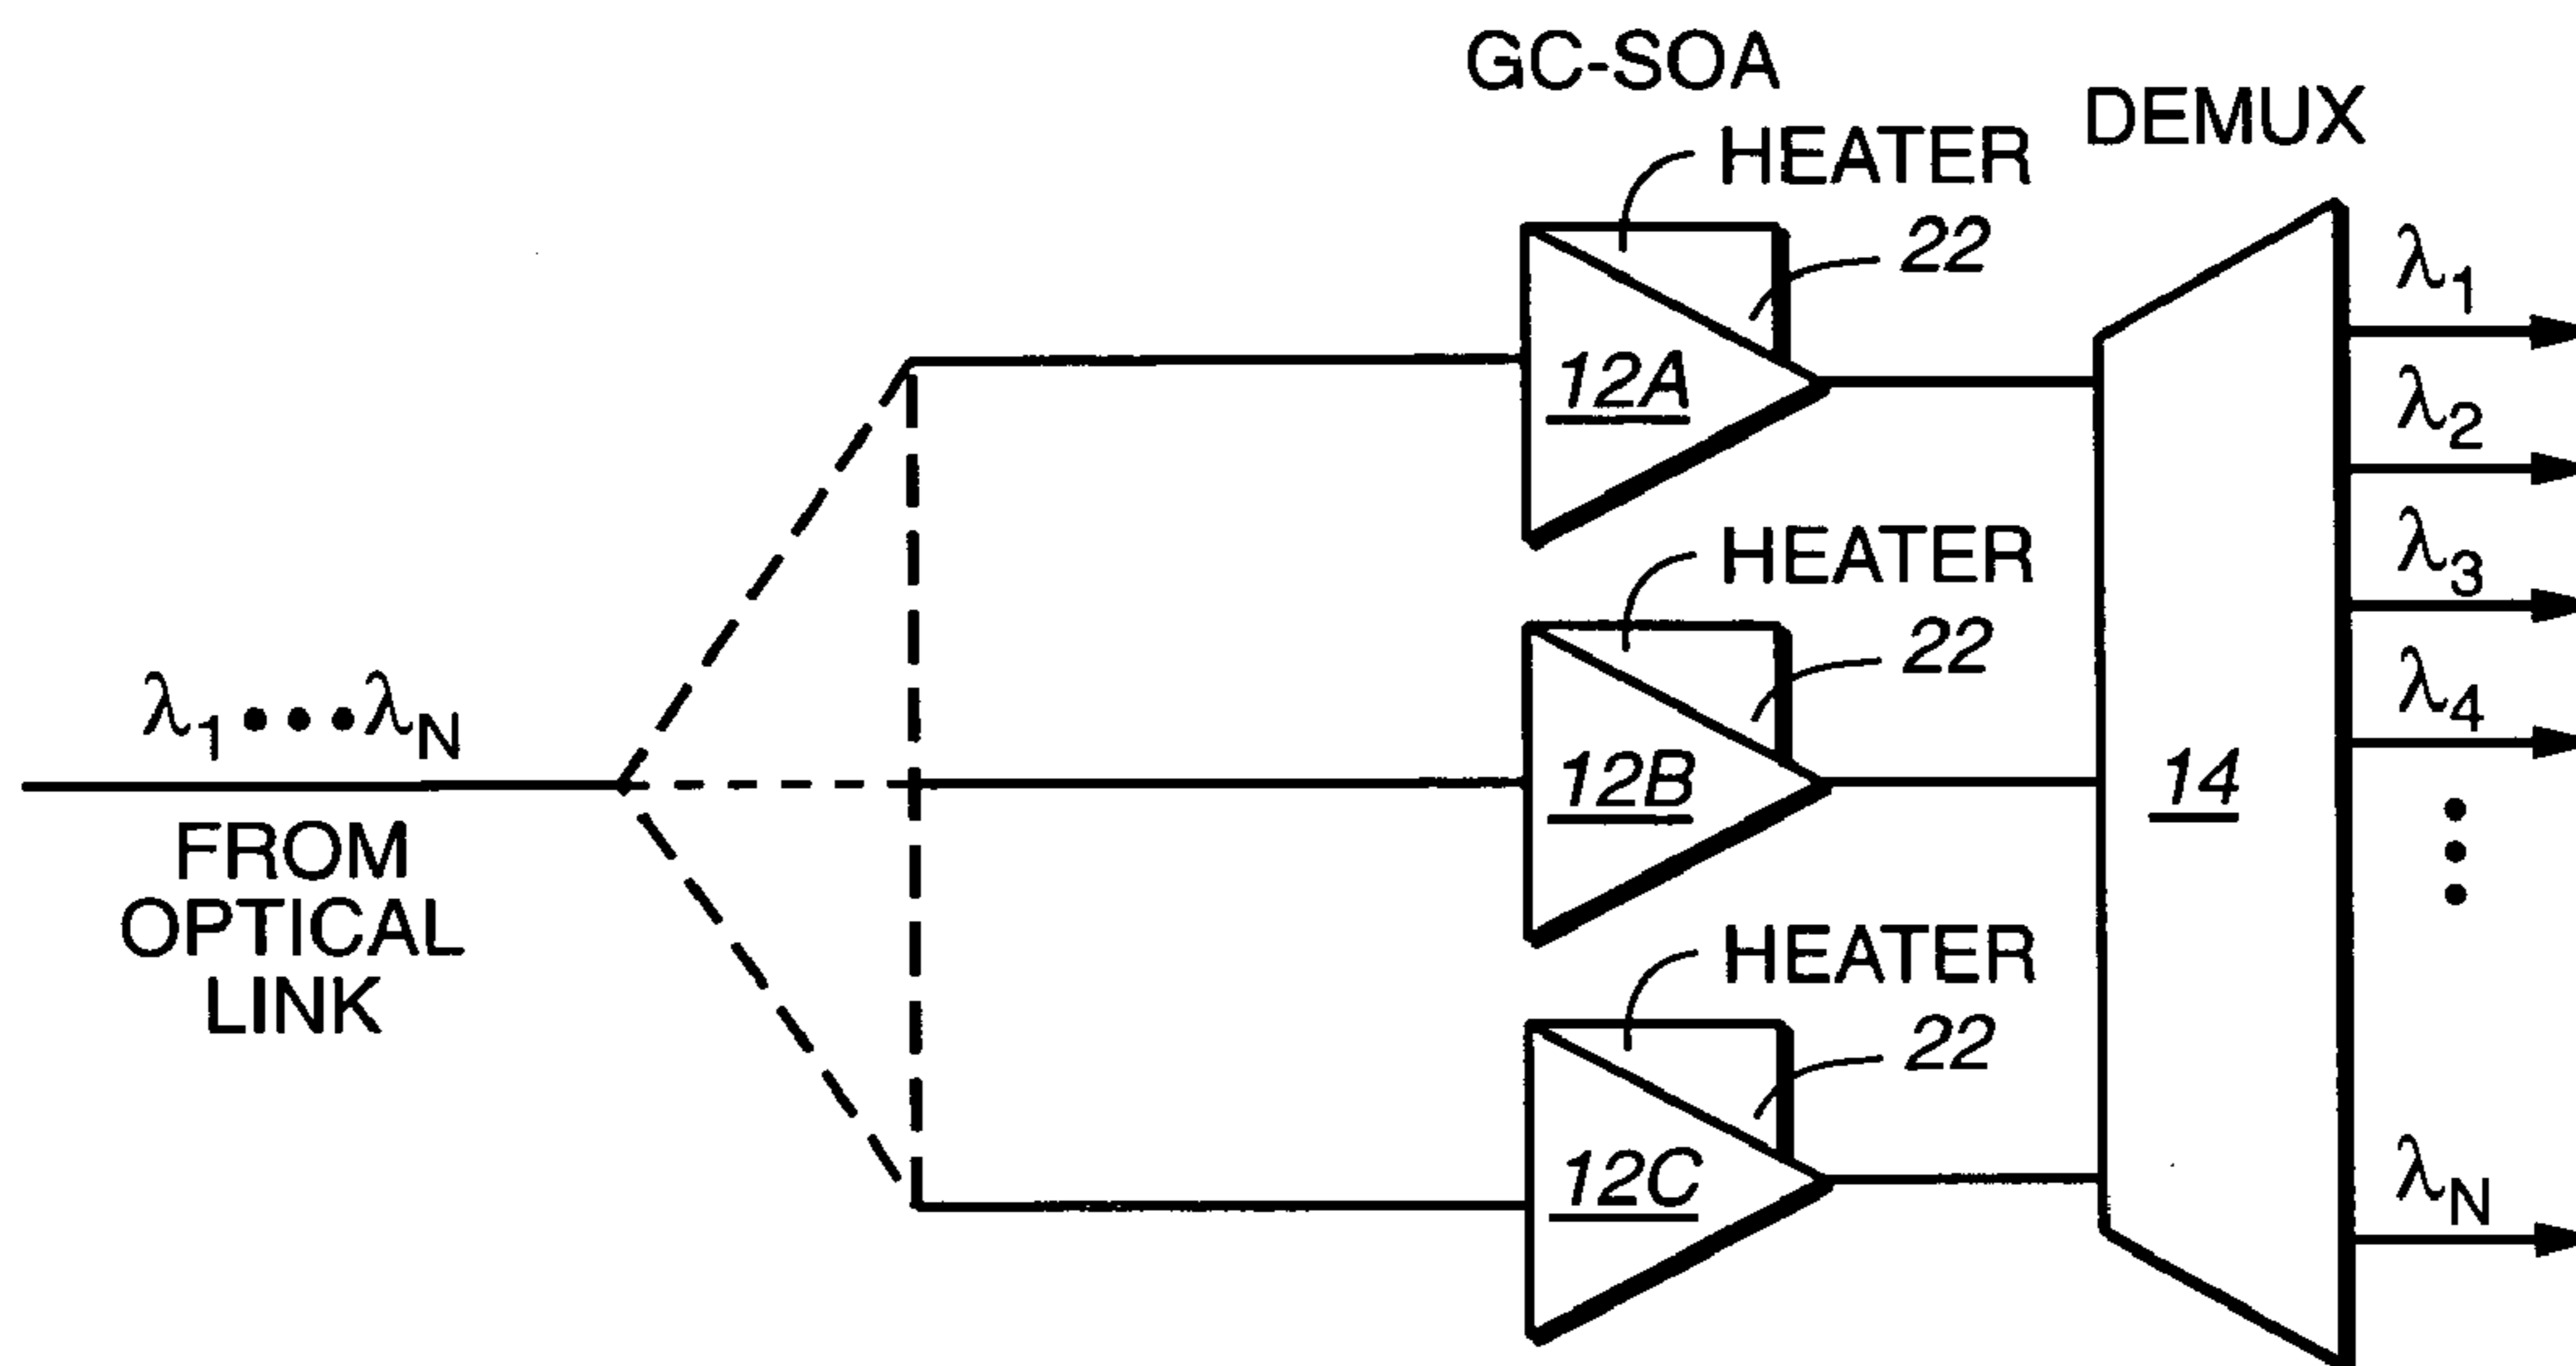 GC-SOA
DEMUX
HEATER
22
12A
HEATER
22
12B
HEATER
22
12C
14
λ1•••λN
FROM
OPTICAL
LINK
λ1
λ2
λ3
λ4
λN